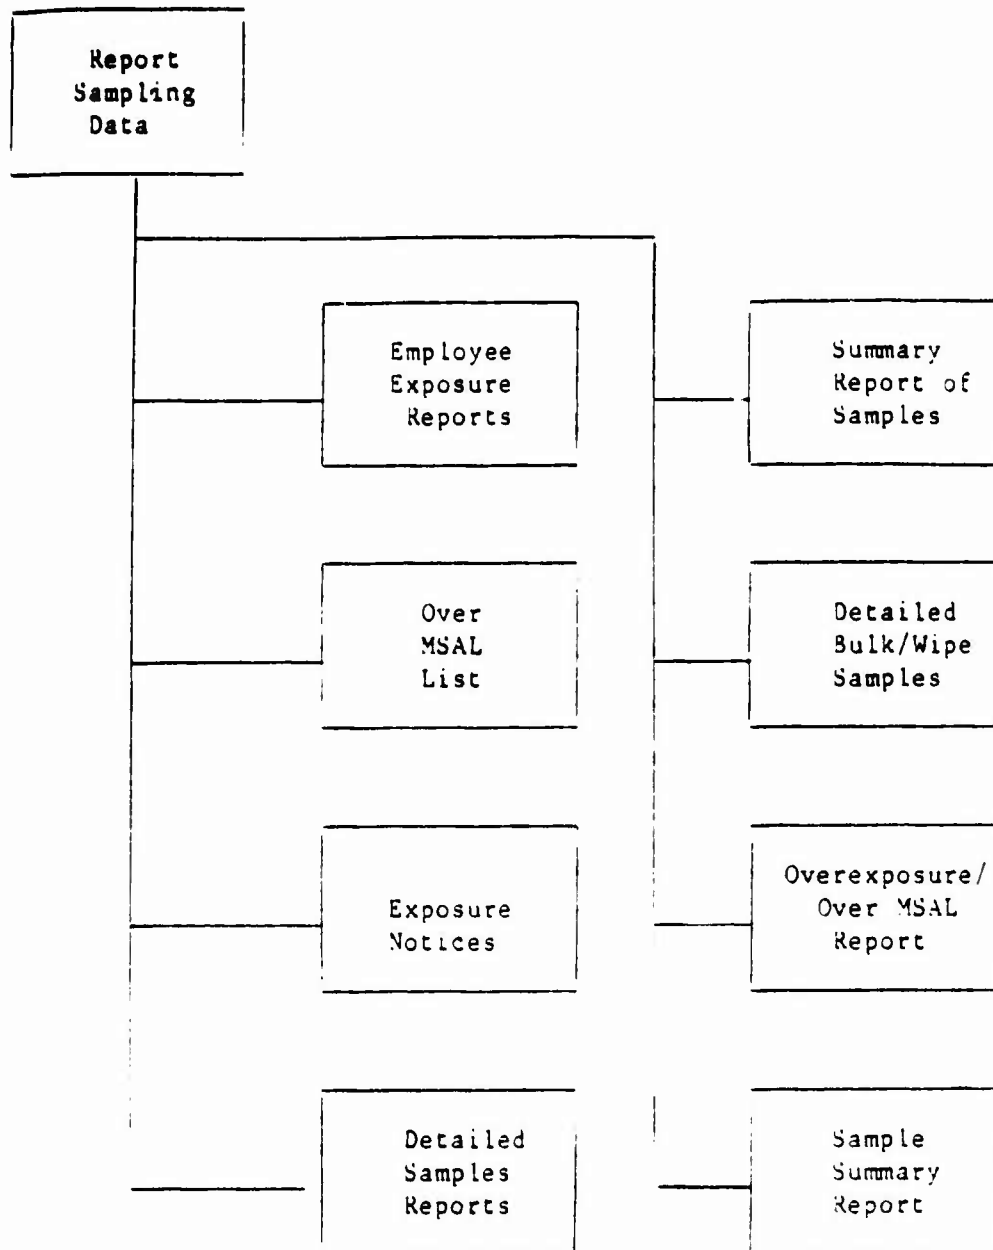 Report
Sampling
Data
Employee
Exposure
Reports
Summary
Report of
Samples
Over
MSAL
List
Detailed
Bulk/Wipe
Samples
Exposure
Notices
Overexposure/
Over MSAL
Report
Detailed
Samples
Reports
Sample
Summary
Report